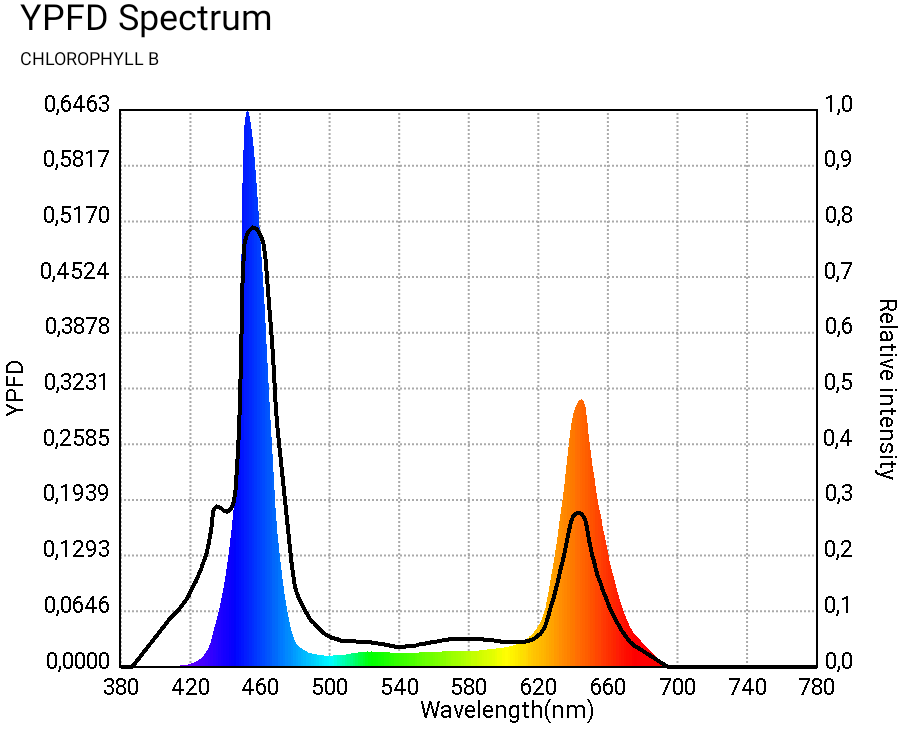 YPFD Spectrum
CHLOROPHYLL B
0,6463 1,0
0,5817 0,9
0,5170 0,8
0,4524 0,7
0,3878 0,6
0,3231 0,5
0,2585 0,4
0,1939 0,3
0,1293 0,2
0,0646 0,1
0,0000 0,0
YPFD
Relative intensity
380 420 460 500 540 580 620 660 700 740 780
Wavelength(nm)